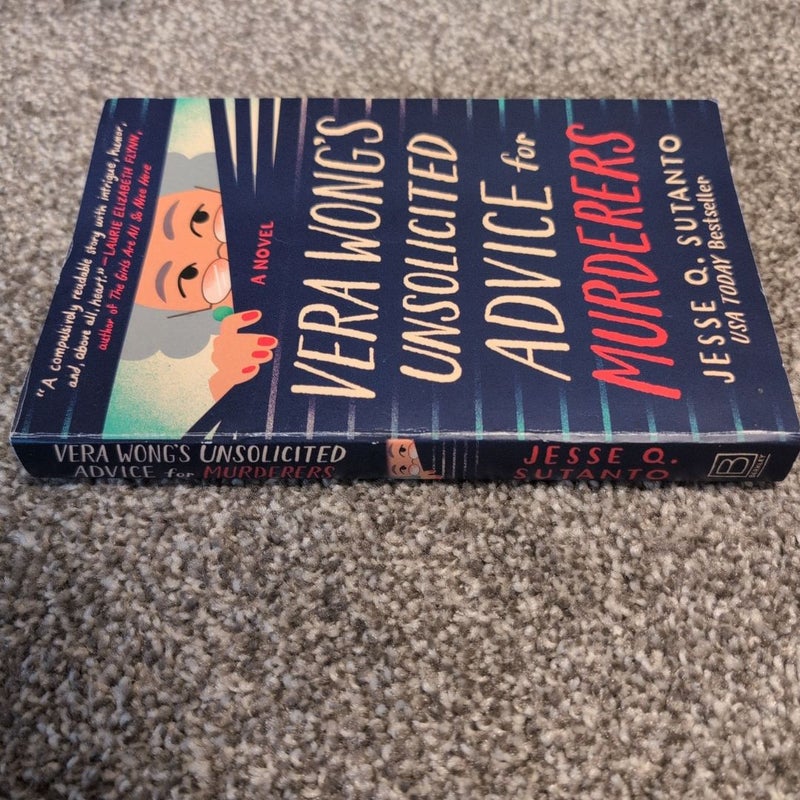 "A compulsively readable story with intrigue, humor,
and, above all, heart."—LAURIE ELIZABETH FLYNN,
author of The Girls Are All So Nice Here
A NOVEL
VERA WONG'S
UNSOLICITED
ADVICE for
MURDERERS
JESSE Q. SUTANTO
USA TODAY Bestseller
VERA WONG'S UNSOLICITED
ADVICE for MURDERERS
JESSE Q.
SUTANTO
B
BERKLEY